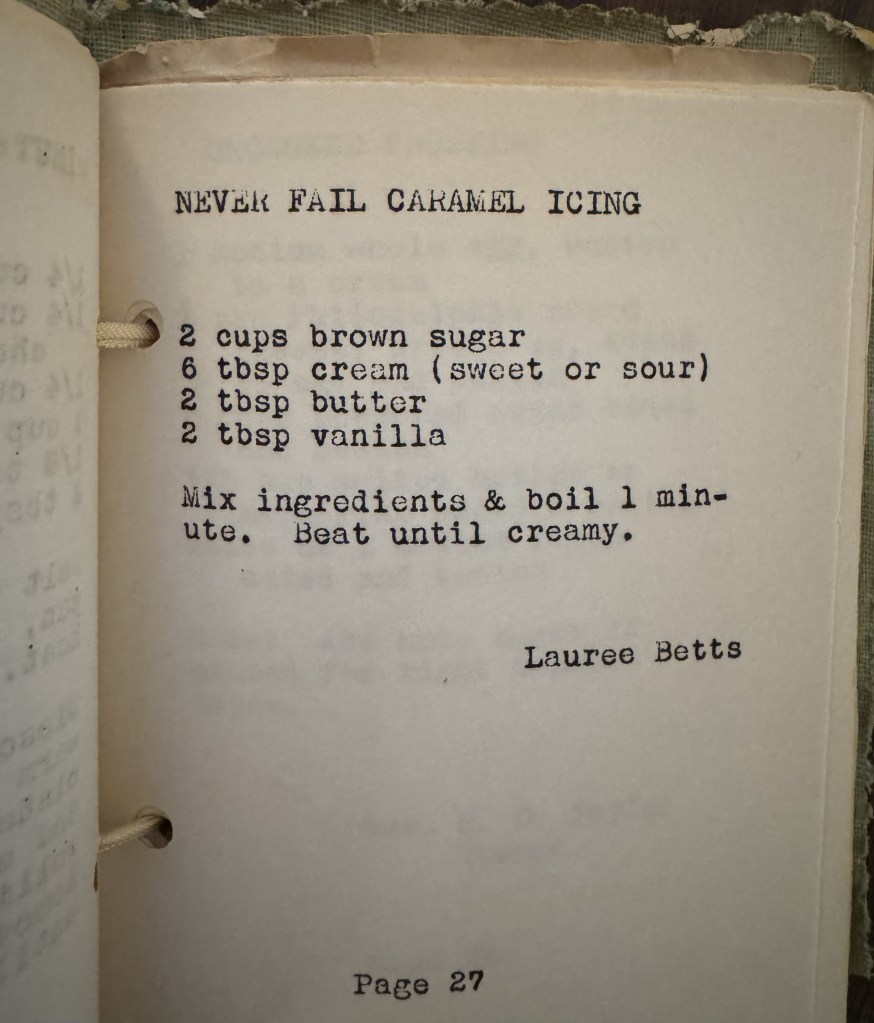 NEVER FAIL CARAMEL ICING
2 cups brown sugar
6 tbsp cream (sweet or sour)
2 tbsp butter
2 tbsp vanilla
Mix ingredients & boil 1 min-
ute.  Beat until creamy.
Lauree Betts
Page 27